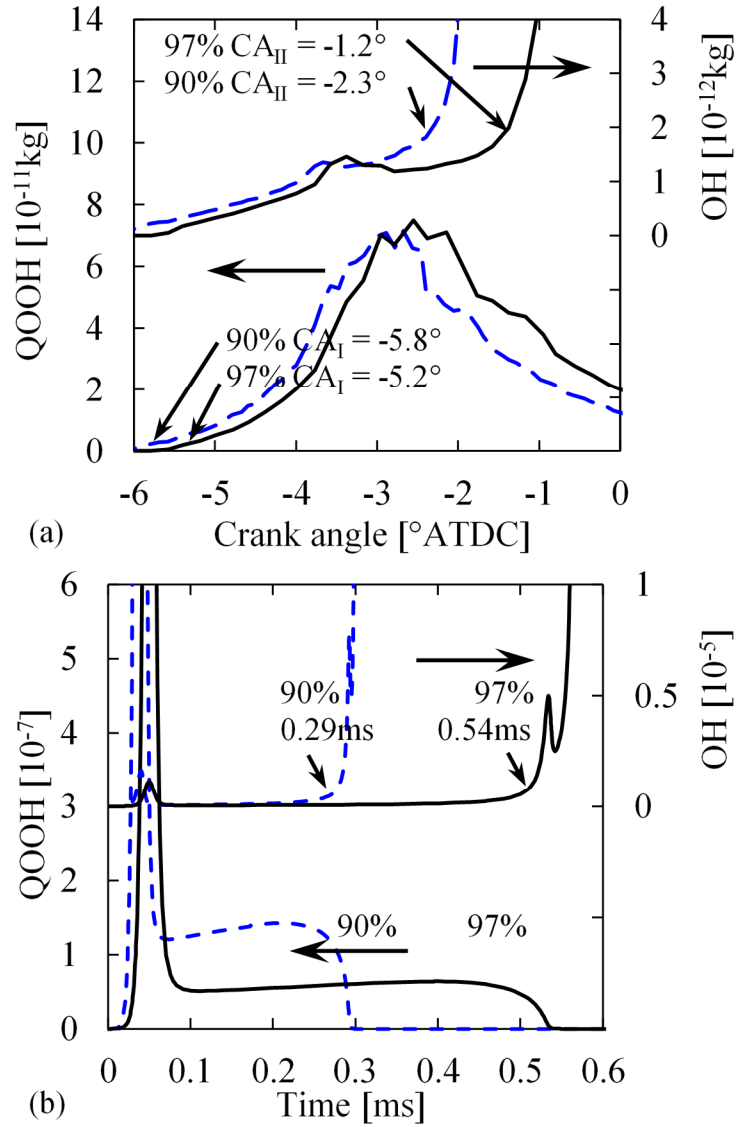 14
12
10
8
6
4
2
0
QOOH [10⁻¹¹kg]
97% CA_II = -1.2°
90% CA_II = -2.3°
90% CA_I = -5.8°
97% CA_I = -5.2°
4
3
2
1
0
OH [10⁻¹²kg]
-6 -5 -4 -3 -2 -1 0
(a) Crank angle [°ATDC]
6
5
4
3
2
1
0
QOOH [10⁻⁷]
90% 97%
0.29ms 0.54ms
90% 97%
1
0.5
0
OH [10⁻⁵]
0 0.1 0.2 0.3 0.4 0.5 0.6
(b) Time [ms]